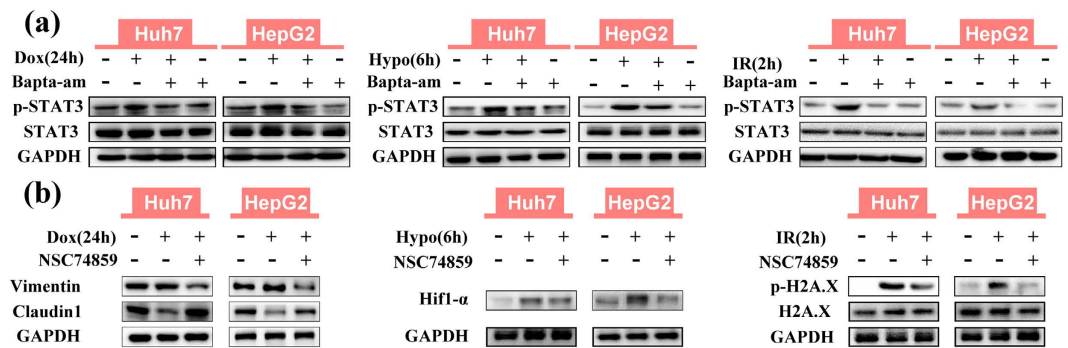 (a)
Huh7 HepG2
Dox(24h) - + + - - + + -
Bapta-am - - + + - - + +
p-STAT3
STAT3
GAPDH
Huh7 HepG2
Hypo(6h) - + + - - + + -
Bapta-am - - + + - - + +
p-STAT3
STAT3
GAPDH
Huh7 HepG2
IR(2h) - + + - - + + -
Bapta-am - - + + - - + +
p-STAT3
STAT3
GAPDH
(b)
Huh7 HepG2
Dox(24h) - + + - + +
NSC74859 - - + - - +
Vimentin
Claudin1
GAPDH
Huh7 HepG2
Hypo(6h) - + + - + +
NSC74859 - - + - - +
Hif1-α
GAPDH
Huh7 HepG2
IR(2h) - + + - + +
NSC74859 - - + - - +
p-H2A.X
H2A.X
GAPDH